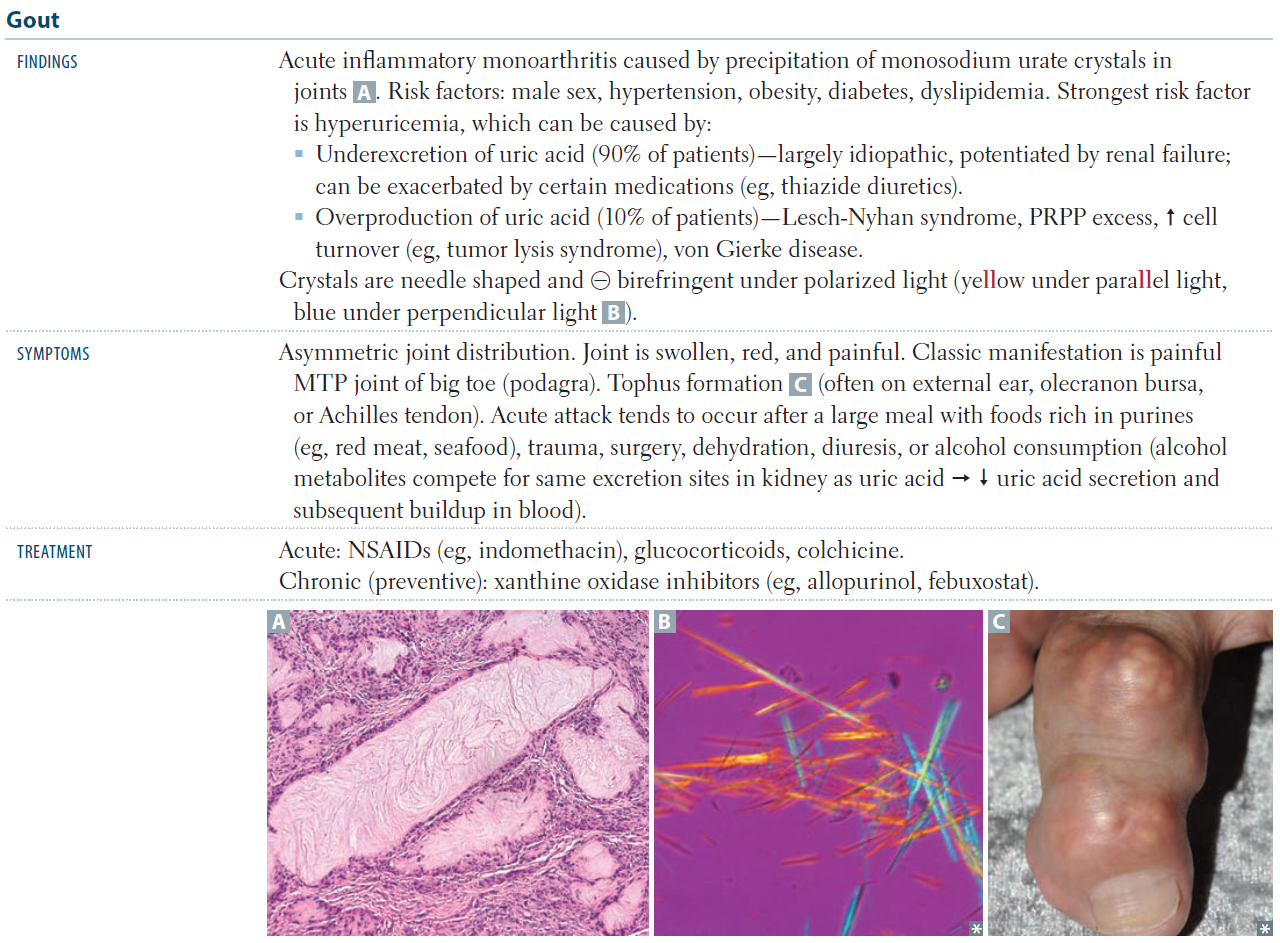 Gout
FINDINGS
Acute inflammatory monoarthritis caused by precipitation of monosodium urate crystals in
joints A. Risk factors: male sex, hypertension, obesity, diabetes, dyslipidemia. Strongest risk factor
is hyperuricemia, which can be caused by:
▪ Underexcretion of uric acid (90% of patients)—largely idiopathic, potentiated by renal failure;
can be exacerbated by certain medications (eg, thiazide diuretics).
▪ Overproduction of uric acid (10% of patients)—Lesch-Nyhan syndrome, PRPP excess, ↑ cell
turnover (eg, tumor lysis syndrome), von Gierke disease.
Crystals are needle shaped and ⊖ birefringent under polarized light (yellow under parallel light,
blue under perpendicular light B).
SYMPTOMS
Asymmetric joint distribution. Joint is swollen, red, and painful. Classic manifestation is painful
MTP joint of big toe (podagra). Tophus formation C (often on external ear, olecranon bursa,
or Achilles tendon). Acute attack tends to occur after a large meal with foods rich in purines
(eg, red meat, seafood), trauma, surgery, dehydration, diuresis, or alcohol consumption (alcohol
metabolites compete for same excretion sites in kidney as uric acid → ↓ uric acid secretion and
subsequent buildup in blood).
TREATMENT
Acute: NSAIDs (eg, indomethacin), glucocorticoids, colchicine.
Chronic (preventive): xanthine oxidase inhibitors (eg, allopurinol, febuxostat).
A
B
C
*
*